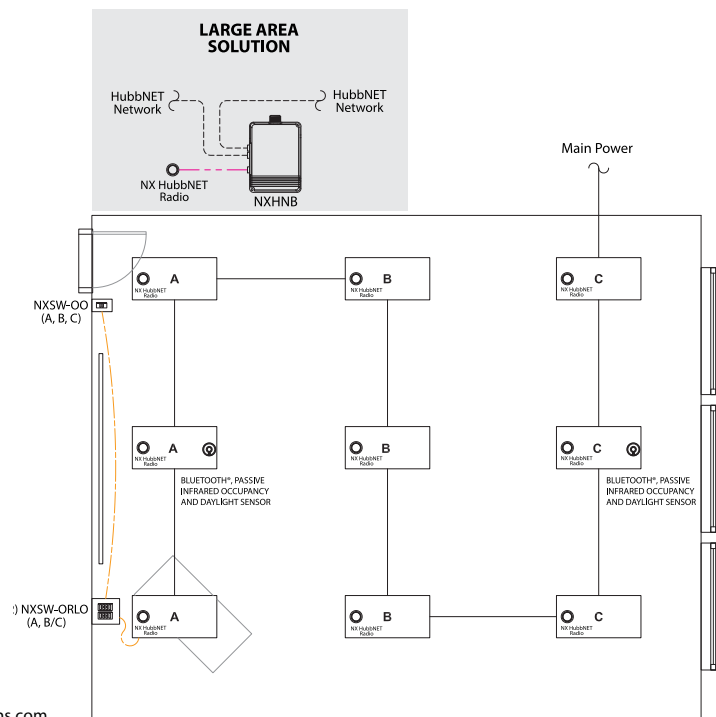 LARGE AREA
SOLUTION
HubbNET
Network
HubbNET
Network
NX HubbNET
Radio
NXHNB
Main Power
A
NX HubbNET
Radio
B
NX HubbNET
Radio
C
NX HubbNET
Radio
NXSW-OO
(A, B, C)
A
NX HubbNET
Radio
B
NX HubbNET
Radio
C
NX HubbNET
Radio
BLUETOOTH®, PASSIVE
INFRARED OCCUPANCY
AND DAYLIGHT SENSOR
BLUETOOTH®, PASSIVE
INFRARED OCCUPANCY
AND DAYLIGHT SENSOR
) NXSW-ORLO
(A, B/C)
A
NX HubbNET
Radio
B
NX HubbNET
Radio
C
NX HubbNET
Radio